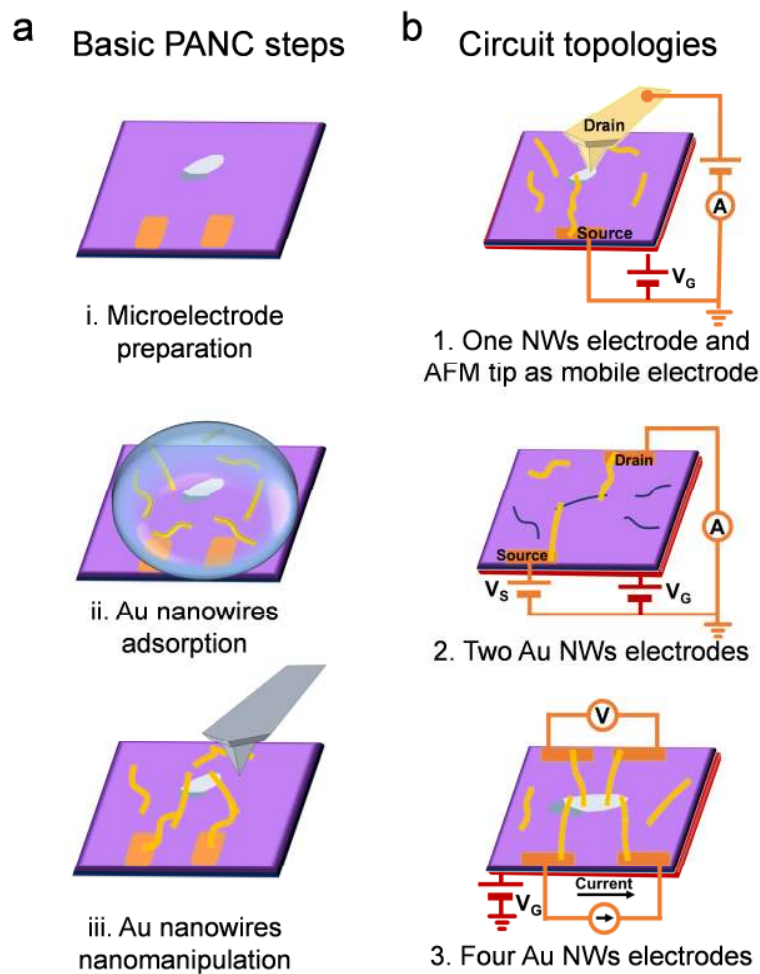 a
Basic PANC steps
i. Microelectrode
preparation
ii. Au nanowires
adsorption
iii. Au nanowires
nanomanipulation
b
Circuit topologies
Drain
A
Source
VG
1. One NWs electrode and
AFM tip as mobile electrode
Drain
A
Source
VS
VG
2. Two Au NWs electrodes
V
Current
VG
3. Four Au NWs electrodes